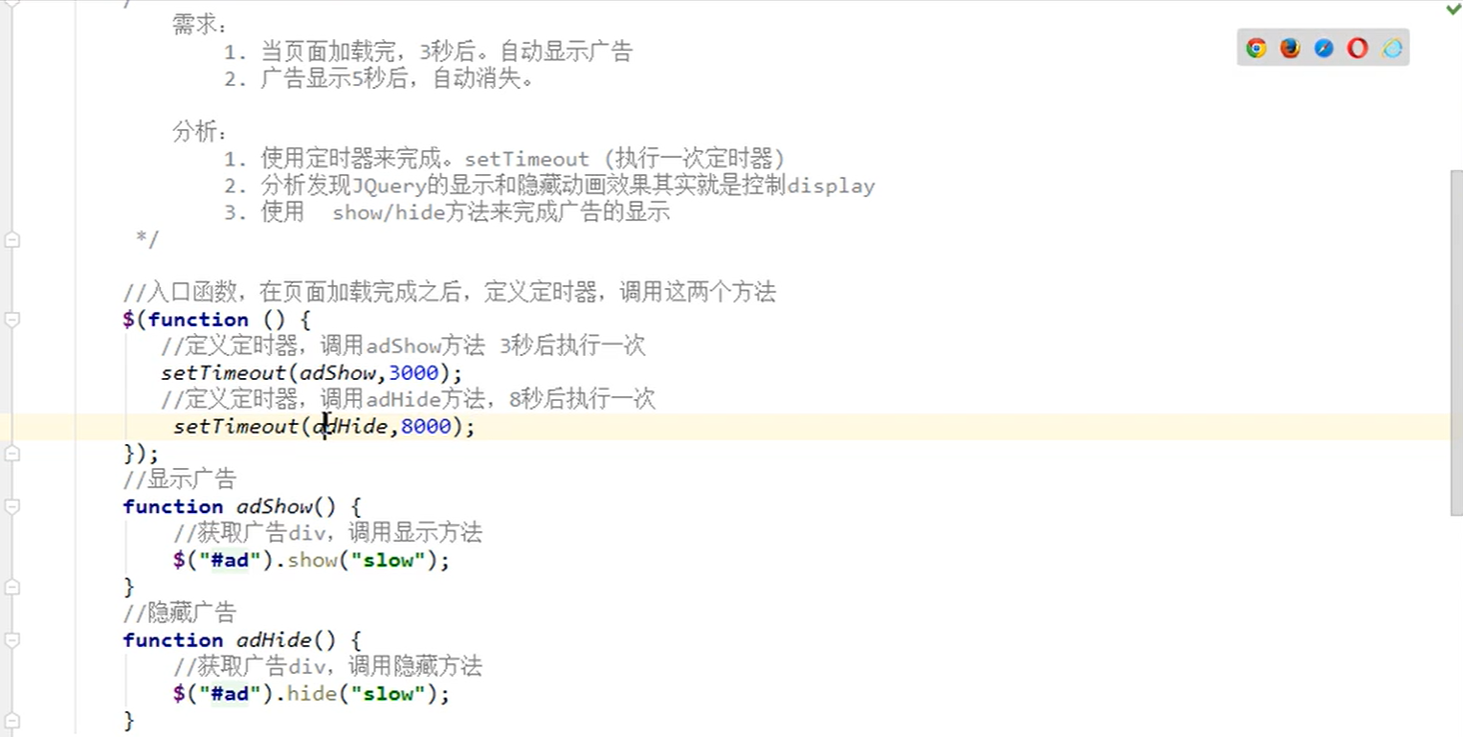 需求：
1. 当页面加载完，3秒后。自动显示广告
2. 广告显示5秒后，自动消失。
分析：
1. 使用定时器来完成。setTimeout (执行一次定时器)
2. 分析发现JQuery的显示和隐藏动画效果其实就是控制display
3. 使用  show/hide方法来完成广告的显示
*/
//入口函数，在页面加载完成之后，定义定时器，调用这两个方法
$(function () {
//定义定时器，调用adShow方法 3秒后执行一次
setTimeout(adShow,3000);
//定义定时器，调用adHide方法，8秒后执行一次
setTimeout(adHide,8000);
});
//显示广告
function adShow() {
//获取广告div，调用显示方法
$("#ad").show("slow");
}
//隐藏广告
function adHide() {
//获取广告div，调用隐藏方法
$("#ad").hide("slow");
}